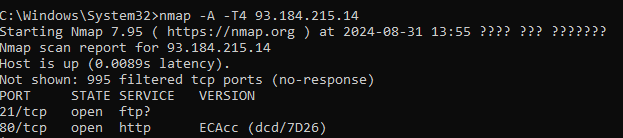 C:\Windows\System32>nmap -A -T4 93.184.215.14
Starting Nmap 7.95 ( https://nmap.org ) at 2024-08-31 13:55 ???? ??? ???????
Nmap scan report for 93.184.215.14
Host is up (0.0089s latency).
Not shown: 995 filtered tcp ports (no-response)
PORT    STATE SERVICE    VERSION
21/tcp  open  ftp?
80/tcp  open  http       ECAcc (dcd/7D26)